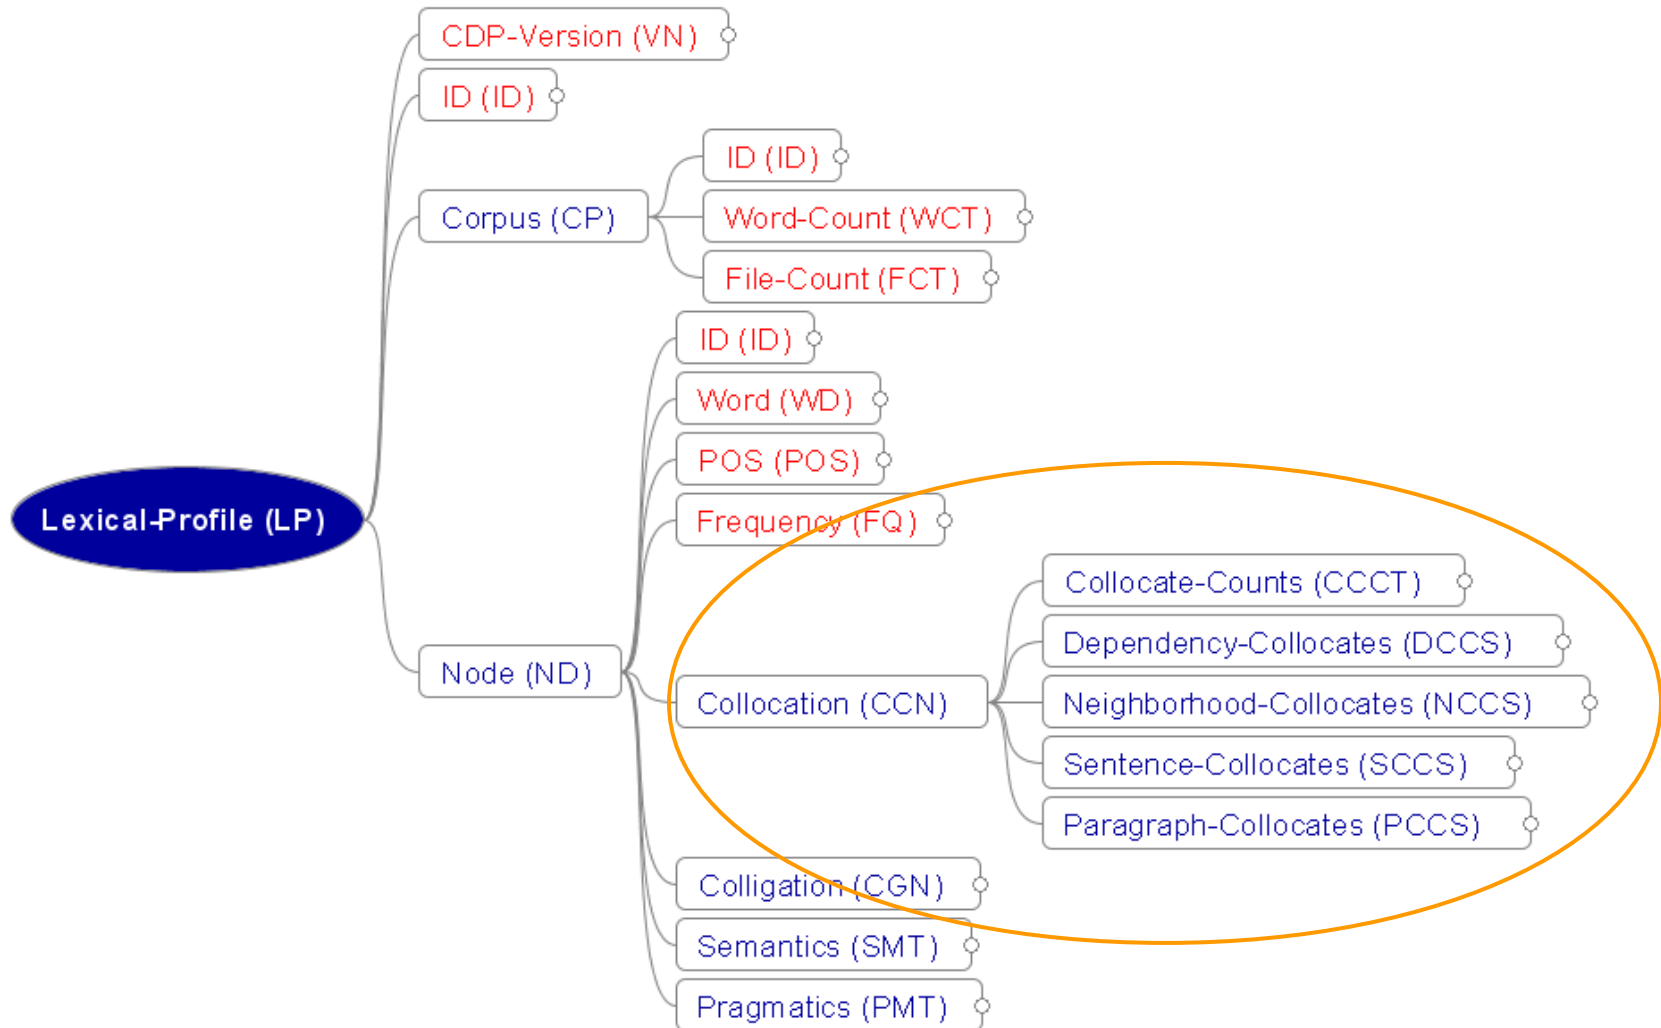 CDP-Version (VN)
ID (ID)
ID (ID)
Corpus (CP)
Word-Count (WCT)
File-Count (FCT)
ID (ID)
Word (WD)
POS (POS)
Lexical-Profile (LP)
Frequency (FQ)
Collocate-Counts (CCCT)
Dependency-Collocates (DCCS)
Node (ND)
Collocation (CCN)
Neighborhood-Collocates (NCCS)
Sentence-Collocates (SCCS)
Paragraph-Collocates (PCCS)
Colligation (CGN)
Semantics (SMT)
Pragmatics (PMT)